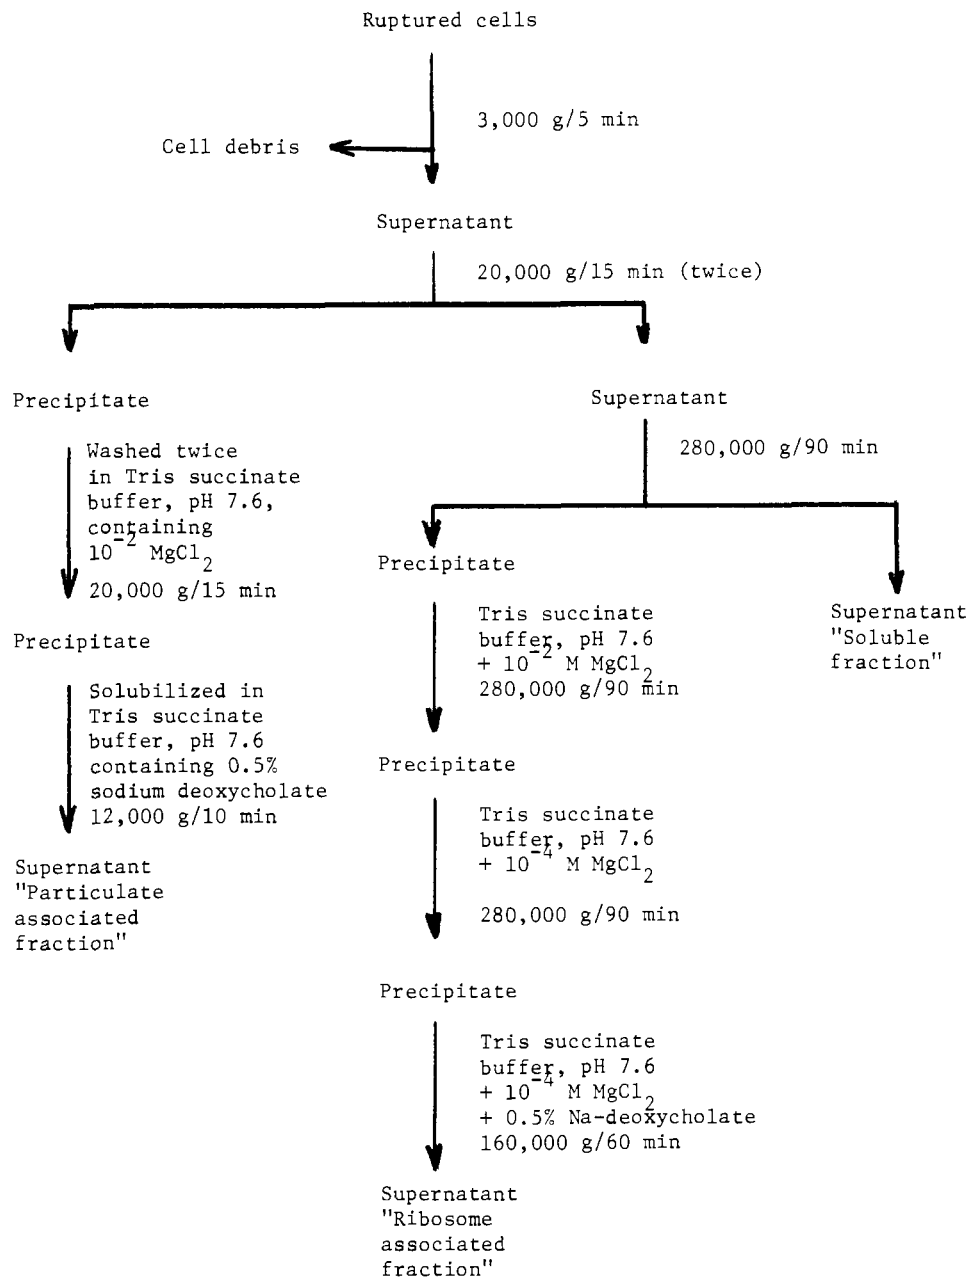 Ruptured cells
3,000 g/5 min
Cell debris
Supernatant
20,000 g/15 min (twice)
Precipitate
Washed twice
in Tris succinate
buffer, pH 7.6,
containing
10⁻² MgCl₂
20,000 g/15 min
Precipitate
Solubilized in
Tris succinate
buffer, pH 7.6
containing 0.5%
sodium deoxycholate
12,000 g/10 min
Supernatant
"Particulate
associated
fraction"
Supernatant
280,000 g/90 min
Precipitate
Tris succinate
buffer, pH 7.6
+ 10⁻² M MgCl₂
280,000 g/90 min
Precipitate
Tris succinate
buffer, pH 7.6
+ 10⁻⁴ M MgCl₂
280,000 g/90 min
Precipitate
Tris succinate
buffer, pH 7.6
+ 10⁻⁴ M MgCl₂
+ 0.5% Na-deoxycholate
160,000 g/60 min
Supernatant
"Ribosome
associated
fraction"
Supernatant
"Soluble
fraction"